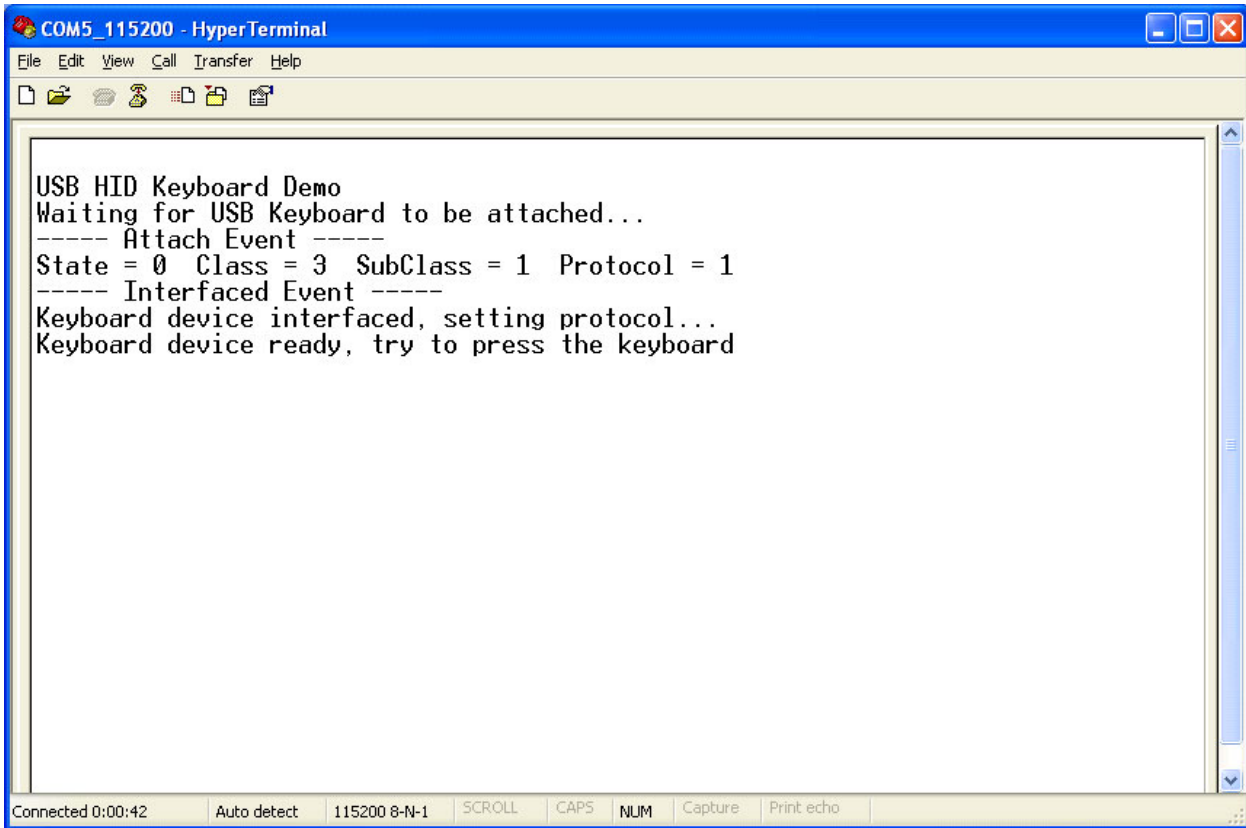 COM5_115200 - HyperTerminal
File Edit View Call Transfer Help
USB HID Keyboard Demo
Waiting for USB Keyboard to be attached...
----- Attach Event -----
State = 0  Class = 3  SubClass = 1  Protocol = 1
----- Interfaced Event -----
Keyboard device interfaced, setting protocol...
Keyboard device ready, try to press the keyboard
Connected 0:00:42 Auto detect 115200 8-N-1 SCROLL CAPS NUM Capture Print echo